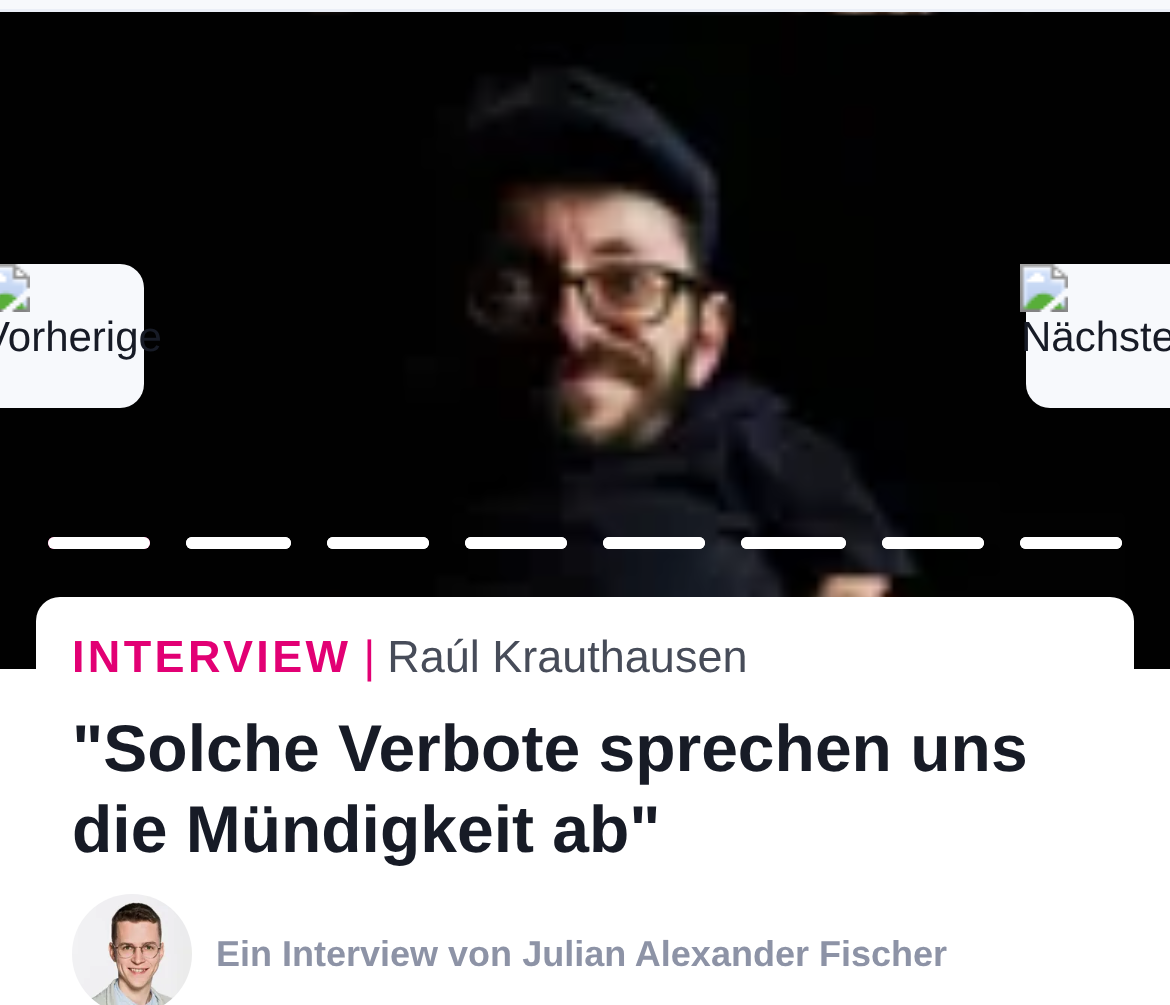 Vorherige
Nächste
INTERVIEW | Raúl Krauthausen
"Solche Verbote sprechen uns
die Mündigkeit ab"
Ein Interview von Julian Alexander Fischer